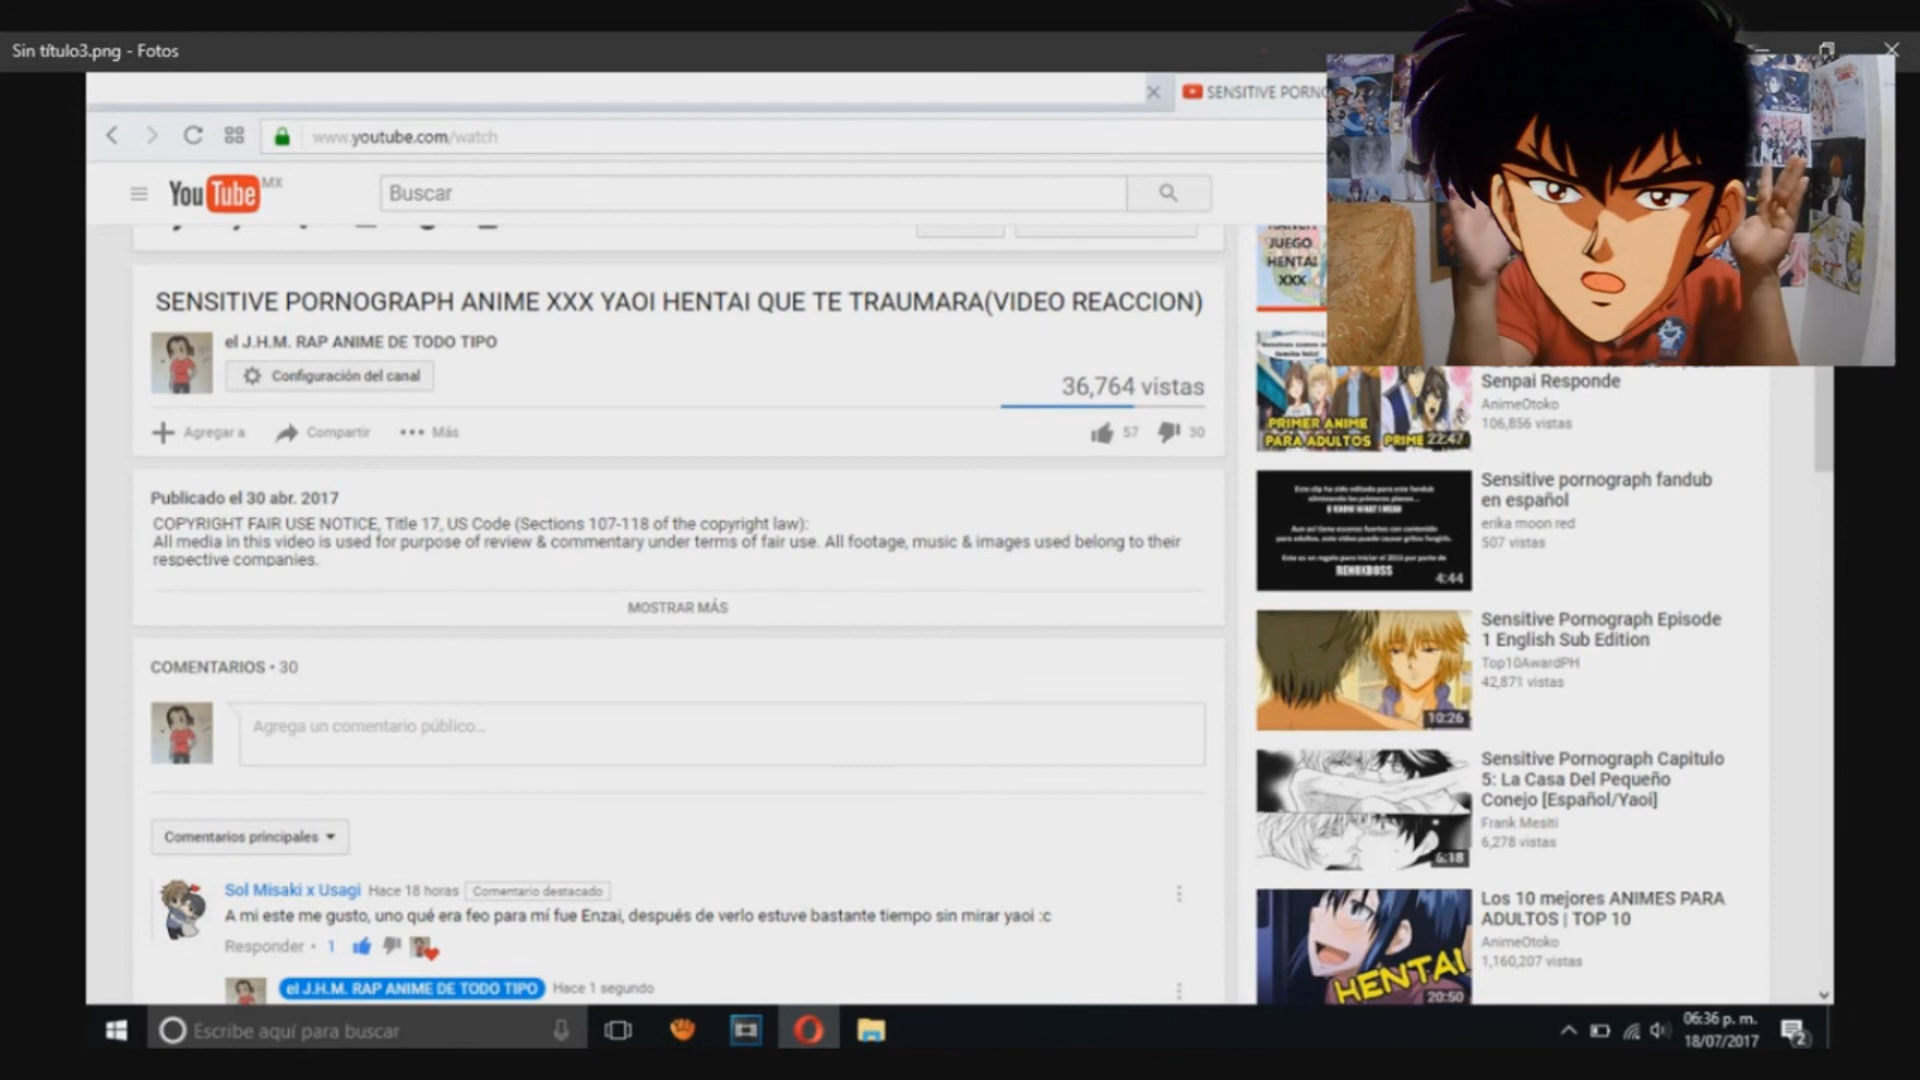 Sin título3.png - Fotos
SENSITIVE PORNO
www.youtube.com/watch
YouTube MX
Buscar
JUEGO
HENTAI
XXX
SENSITIVE PORNOGRAPH ANIME XXX YAOI HENTAI QUE TE TRAUMARA(VIDEO REACCION)
el J.H.M. RAP ANIME DE TODO TIPO
Configuración del canal
36,764 vistas
Agregar a
Compartir
Más
57
30
Publicado el 30 abr. 2017
COPYRIGHT FAIR USE NOTICE, Title 17, US Code (Sections 107-118 of the copyright law):
All media in this video is used for purpose of review & commentary under terms of fair use. All footage, music & images used belong to their
respective companies.
MOSTRAR MÁS
COMENTARIOS • 30
Agrega un comentario público...
Comentarios principales
Sol Misaki x Usagi Hace 18 horas Comentario destacado
A mi este me gusto, uno qué era feo para mí fue Enzai, después de verlo estuve bastante tiempo sin mirar yaoi :c
Responder • 1
el J.H.M. RAP ANIME DE TODO TIPO Hace 1 segundo
PRIMER ANIME
PARA ADULTOS
PRIME
22:47
Senpai Responde
AnimeOtoko
106,856 vistas
U KNOW WHAT I MEAN
4:44
Sensitive pornograph fandub
en español
erika moon red
507 vistas
10:26
Sensitive Pornograph Episode
1 English Sub Edition
Top10AwardPH
42,871 vistas
6:18
Sensitive Pornograph Capitulo
5: La Casa Del Pequeño
Conejo [Español/Yaoi]
Frank Mesiti
6,278 vistas
HENTAI
20:50
Los 10 mejores ANIMES PARA
ADULTOS | TOP 10
AnimeOtoko
1,160,207 vistas
Escribe aquí para buscar
06:36 p. m.
18/07/2017
2